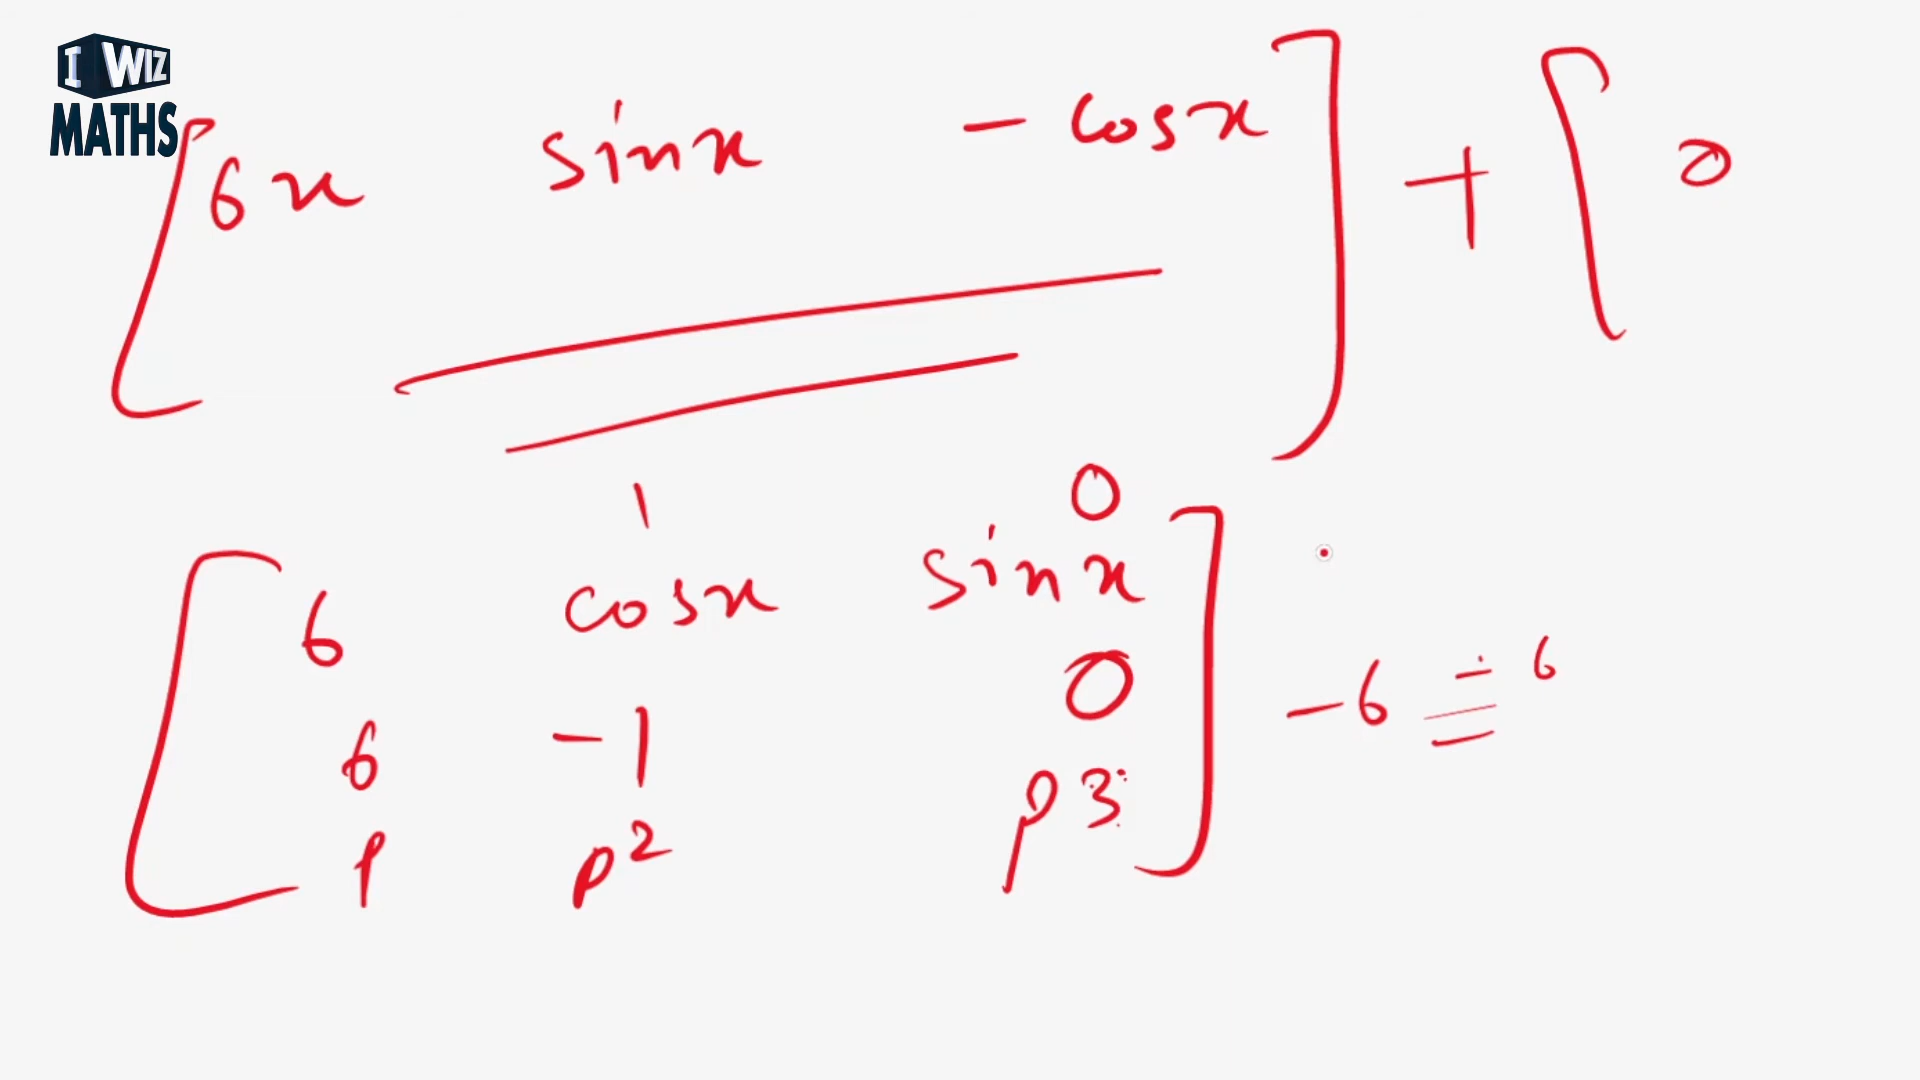 I WIZ
MATHS
6x sinx - cosx ] + [ 0
1 0
[ 6 cosx sinx ]
6 -1 0 - 6 ÷ 6
p p² p3